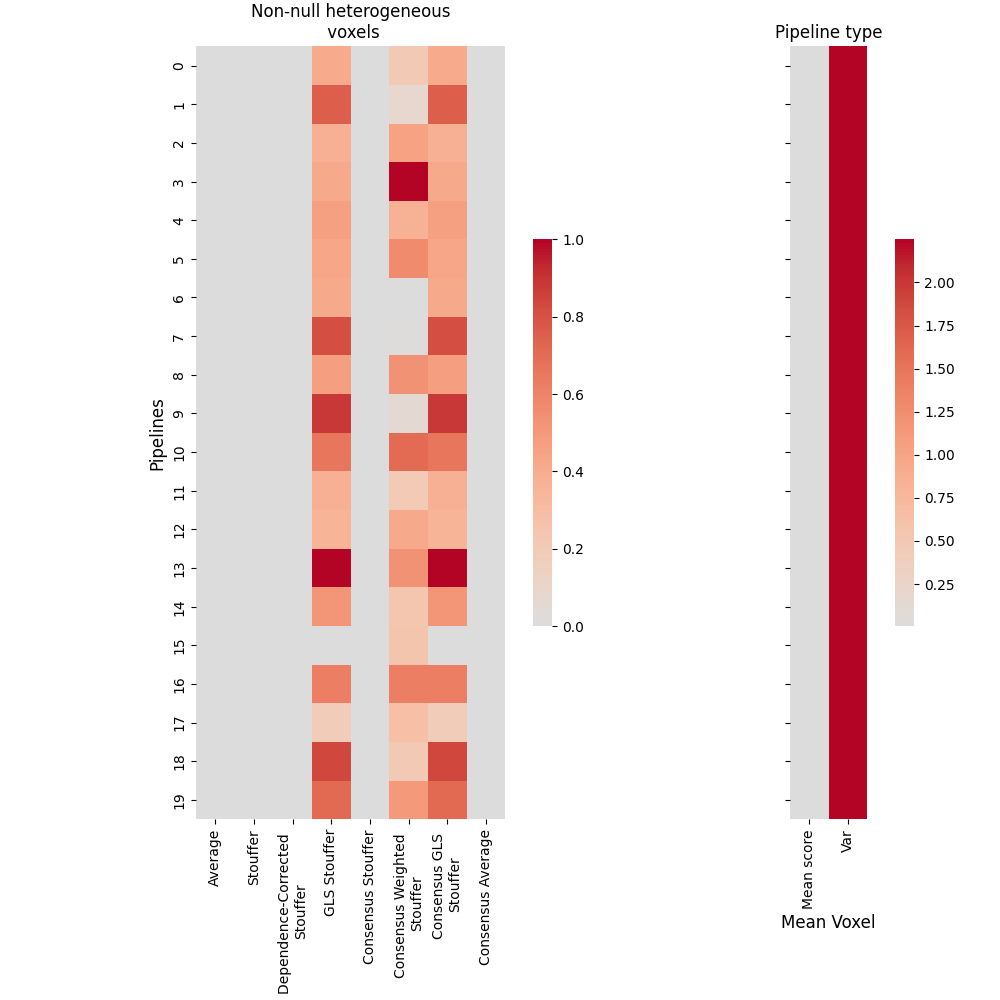 Non-null heterogeneous
voxels
Pipeline type
Pipelines
0
1
2
3
4
5
6
7
8
9
10
11
12
13
14
15
16
17
18
19
1.0
0.8
0.6
0.4
0.2
0.0
2.00
1.75
1.50
1.25
1.00
0.75
0.50
0.25
Average
Stouffer
Dependence-Corrected
Stouffer
GLS Stouffer
Consensus Stouffer
Consensus Weighted
Stouffer
Consensus GLS
Stouffer
Consensus Average
Mean score
Var
Mean Voxel